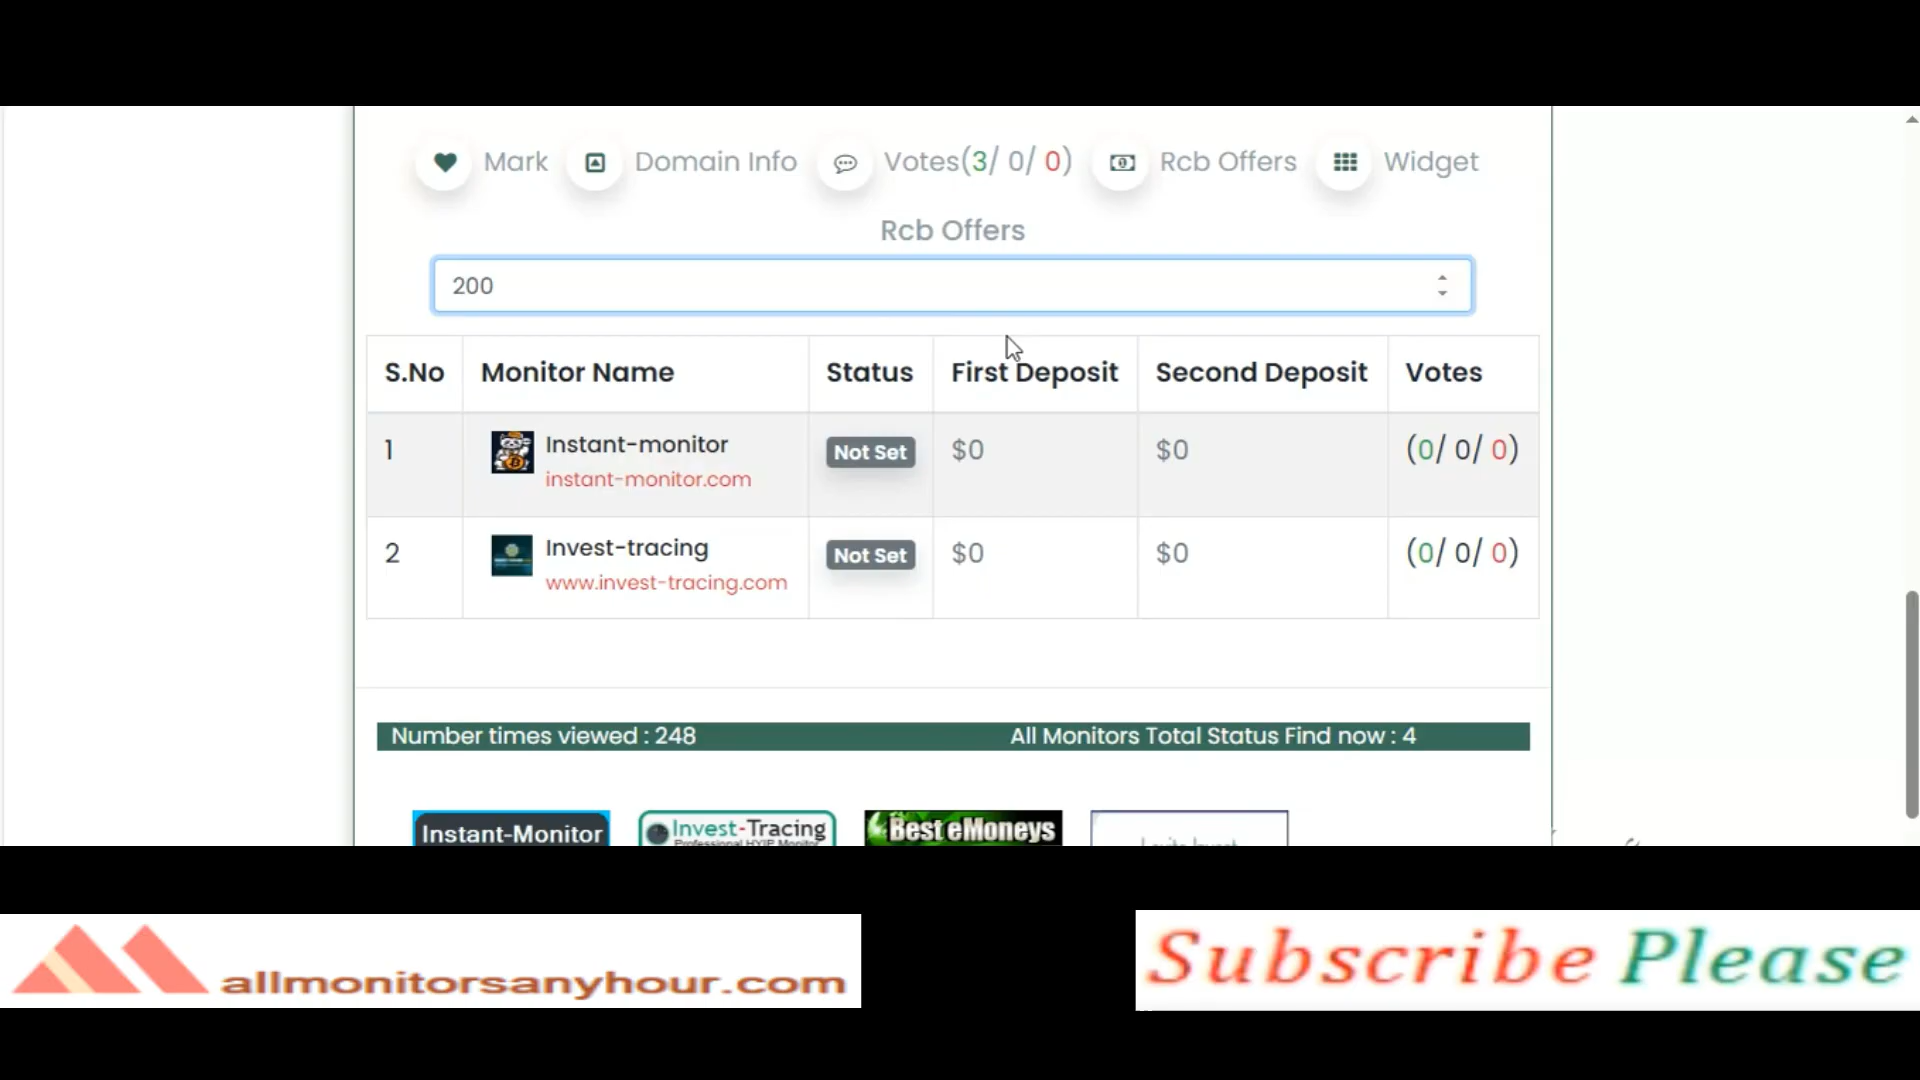 Mark Domain Info Votes(3/ 0/ 0) Rcb Offers Widget
Rcb Offers
200
S.No Monitor Name Status First Deposit Second Deposit Votes
1 Instant-monitor Not Set $0 $0 (0/ 0/ 0)
instant-monitor.com
2 Invest-tracing Not Set $0 $0 (0/ 0/ 0)
www.invest-tracing.com
Number times viewed : 248 All Monitors Total Status Find now : 4
Instant-Monitor Invest-Tracing Best eMoneys
Professional HYIP Monitor
allmonitorsanyhour.com
Subscribe Please